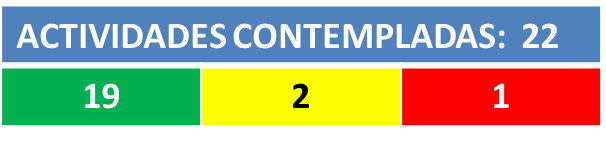 ACTIVIDADES CONTEMPLADAS: 22
19 2 1